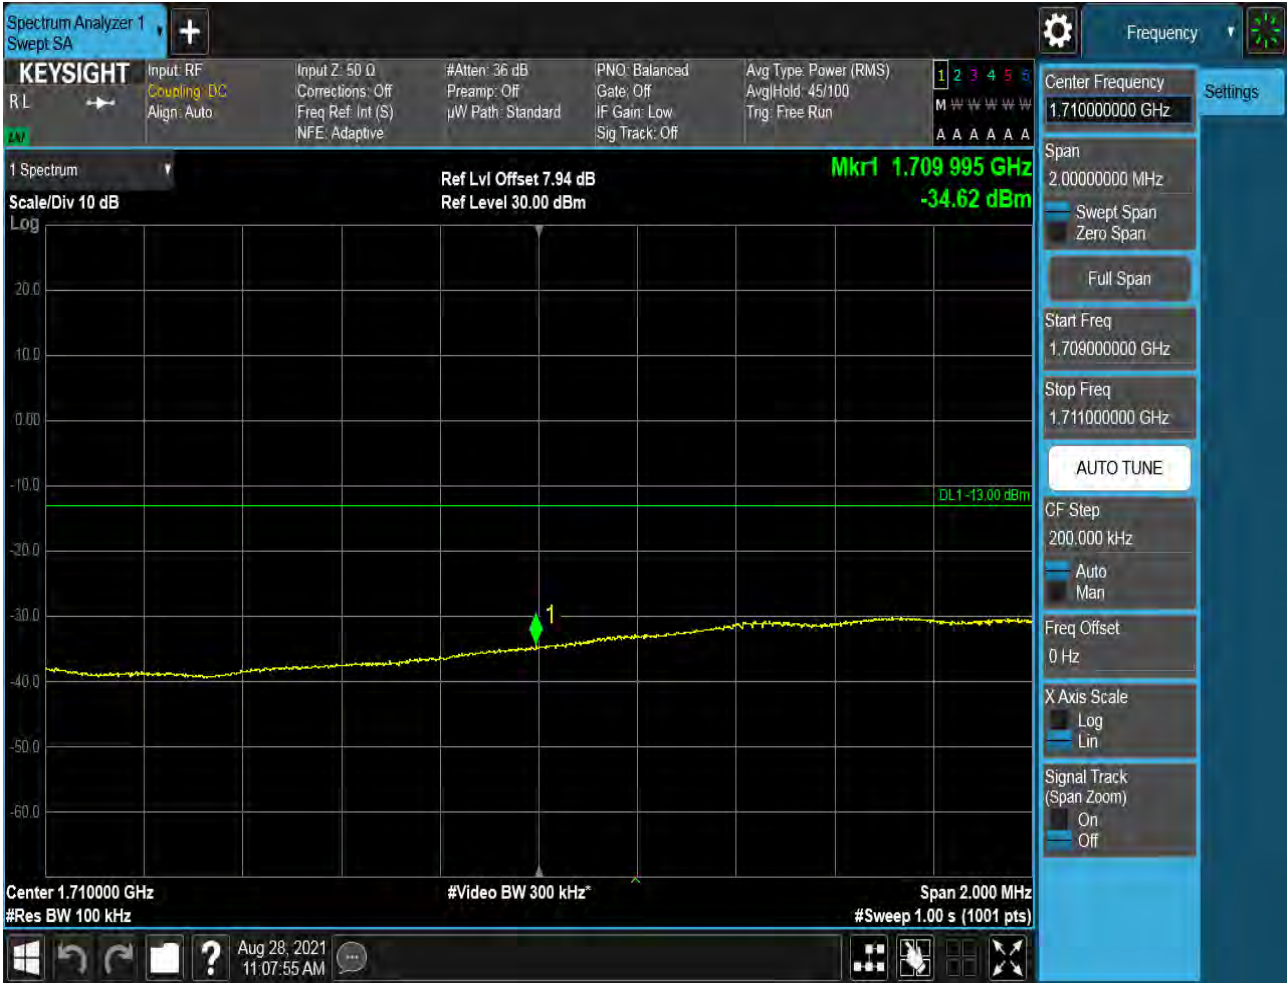 Spectrum Analyzer 1
Swept SA
+
Frequency
KEYSIGHT
RL
Input: RF
Coupling: DC
Align: Auto
Input Z: 50 Ω
Corrections: Off
Freq Ref: Int (S)
NFE: Adaptive
#Atten: 36 dB
Preamp: Off
µW Path: Standard
PNO: Balanced
Gate: Off
IF Gain: Low
Sig Track: Off
Avg Type: Power (RMS)
Avg|Hold: 45/100
Trig: Free Run
1 2 3 4 5 6
M W W W W W
A A A A A A
1 Spectrum
Scale/Div 10 dB
Log
Ref Lvl Offset 7.94 dB
Ref Level 30.00 dBm
Mkr1 1.709 995 GHz
-34.62 dBm
20.0
10.0
0.00
-10.0
DL1 -13.00 dBm
-20.0
-30.0
1
-40.0
-50.0
-60.0
Center 1.710000 GHz
#Video BW 300 kHz*
Span 2.000 MHz
#Res BW 100 kHz
#Sweep 1.00 s (1001 pts)
?
Aug 28, 2021
11:07:55 AM
Center Frequency
1.710000000 GHz
Settings
Span
2.00000000 MHz
Swept Span
Zero Span
Full Span
Start Freq
1.709000000 GHz
Stop Freq
1.711000000 GHz
AUTO TUNE
CF Step
200.000 kHz
Auto
Man
Freq Offset
0 Hz
X Axis Scale
Log
Lin
Signal Track
(Span Zoom)
On
Off